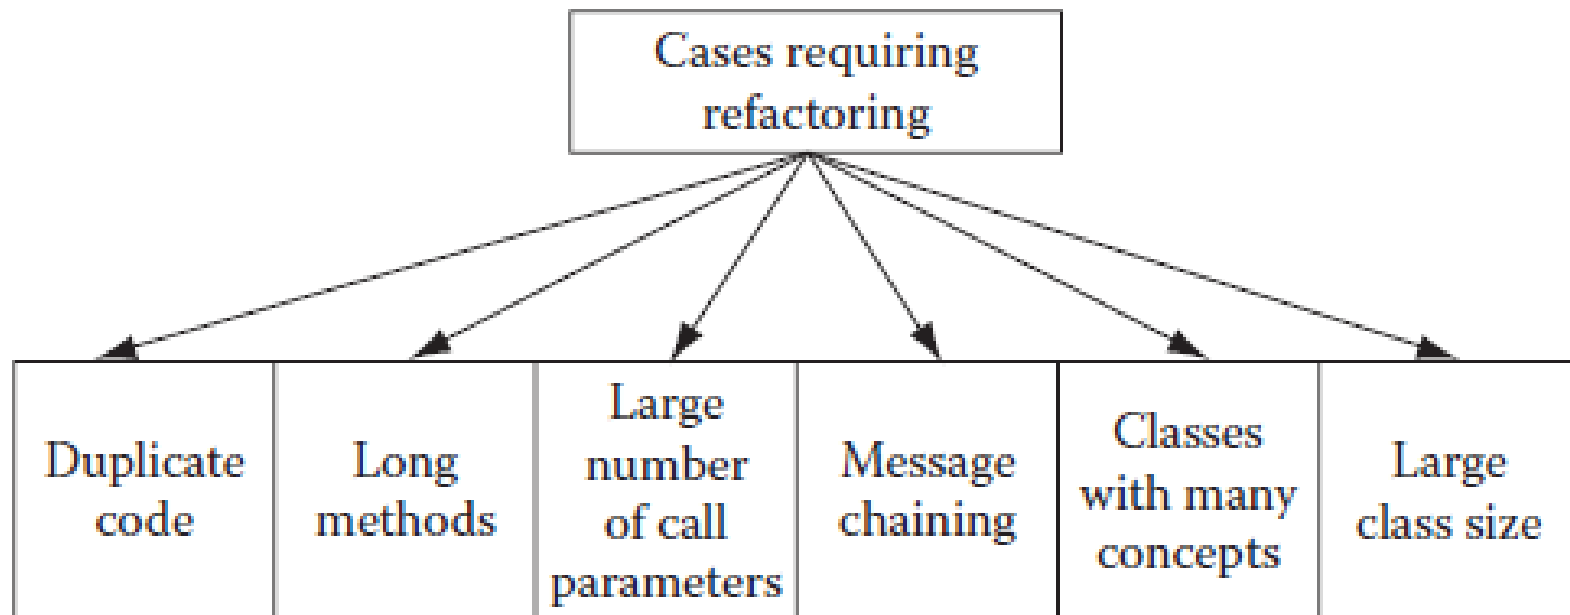 Cases requiring
refactoring
Duplicate
code
Long
methods
Large
number
of call
parameters
Message
chaining
Classes
with many
concepts
Large
class size